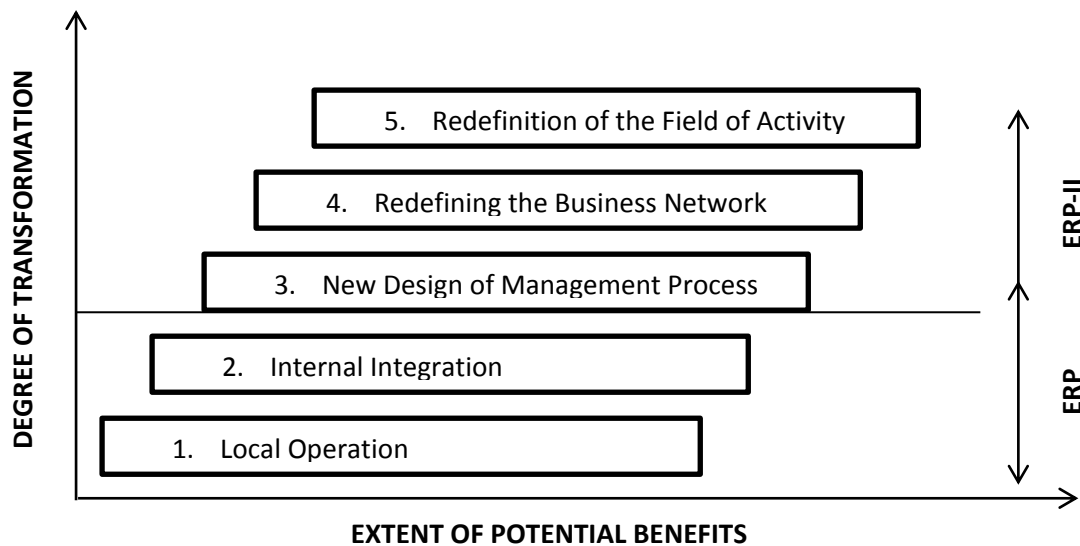 DEGREE OF TRANSFORMATION
5. Redefinition of the Field of Activity
4. Redefining the Business Network
3. New Design of Management Process
2. Internal Integration
1. Local Operation
ERP-II
ERP
EXTENT OF POTENTIAL BENEFITS